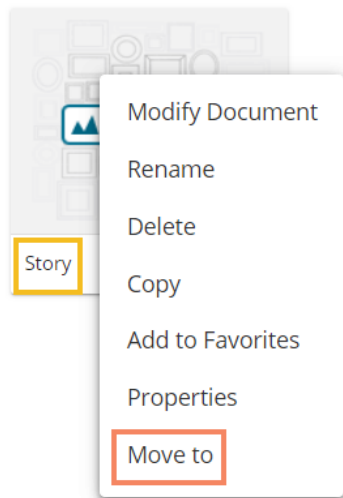 Modify Document
Rename
Delete
Story
Copy
Add to Favorites
Properties
Move to